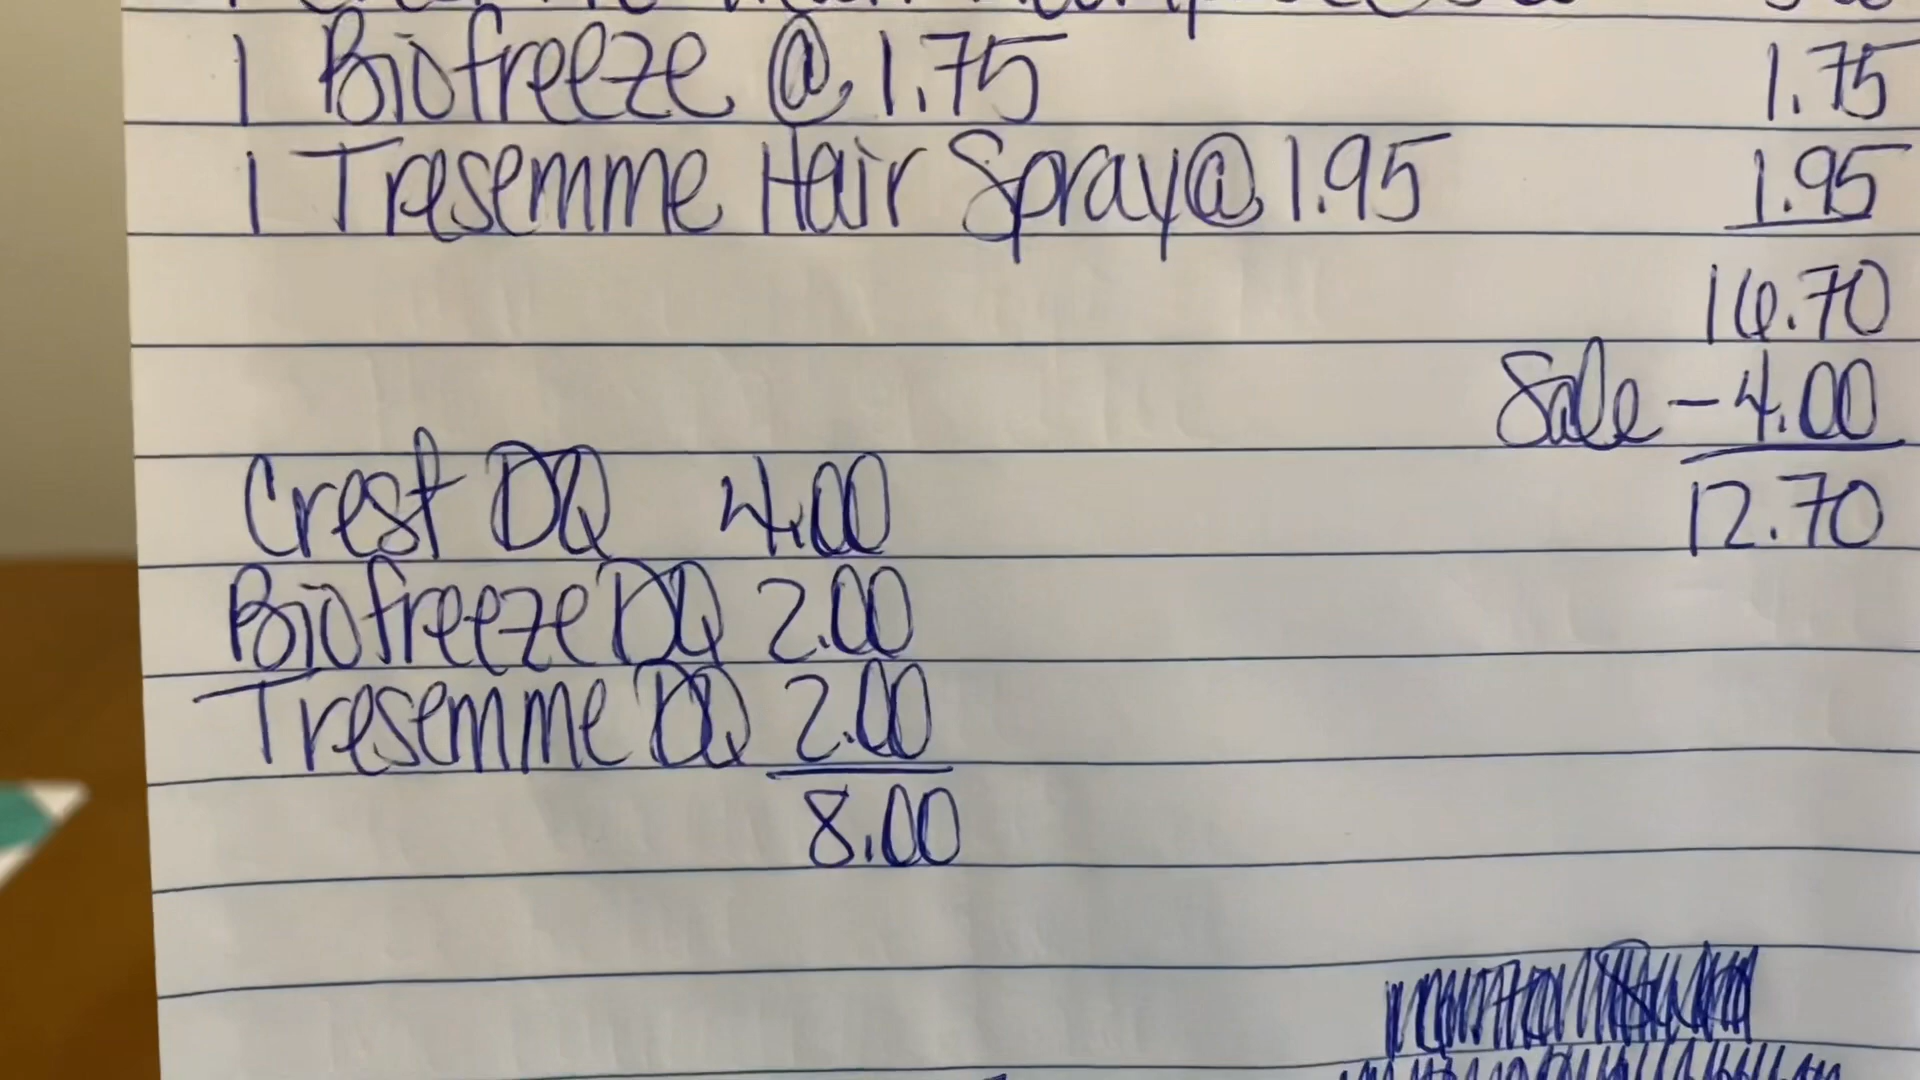 1 Biofreeze @ 1.75 1.75
1 Tresemme Hair Spray @ 1.95 1.95
16.70
Sale - 4.00
Crest DQ 4.00 12.70
Biofreeze DQ 2.00
Tresemme DQ 2.00
8.00